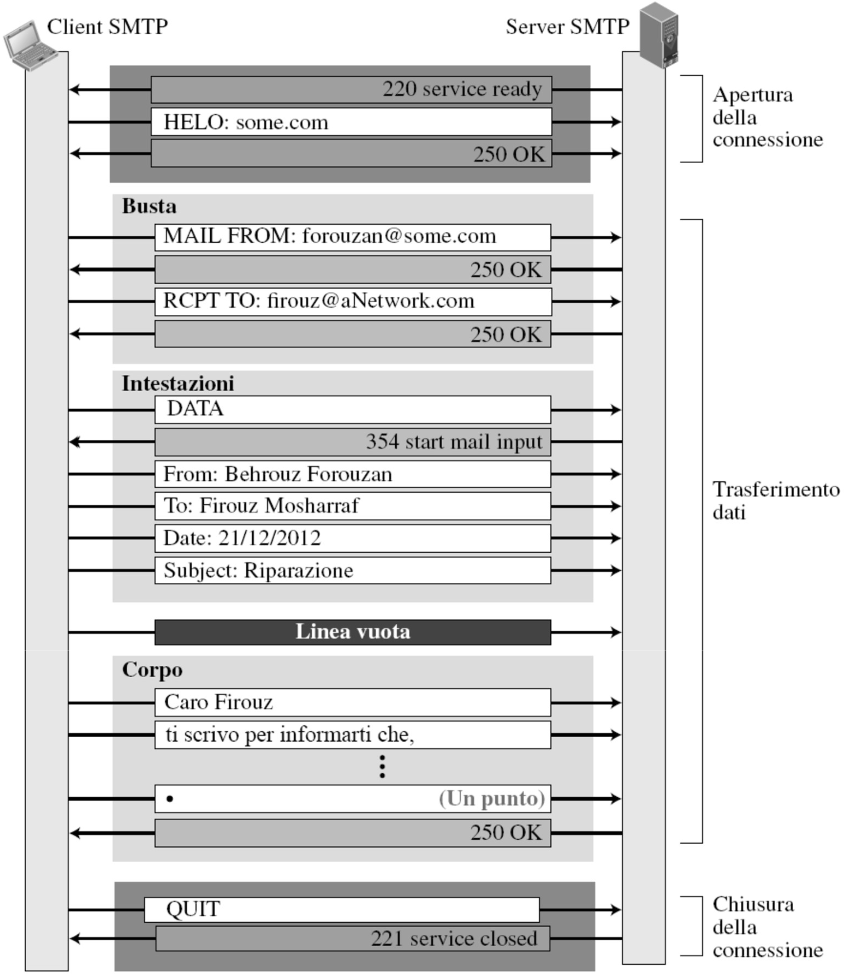 Client SMTP
Server SMTP
220 service ready
HELO: some.com
250 OK
Apertura
della
connessione
Busta
MAIL FROM: forouzan@some.com
250 OK
RCPT TO: firouz@aNetwork.com
250 OK
Intestazioni
DATA
354 start mail input
From: Behrouz Forouzan
To: Firouz Mosharraf
Date: 21/12/2012
Subject: Riparazione
Trasferimento
dati
Linea vuota
Corpo
Caro Firouz
ti scrivo per informarti che,
• (Un punto)
250 OK
QUIT
221 service closed
Chiusura
della
connessione